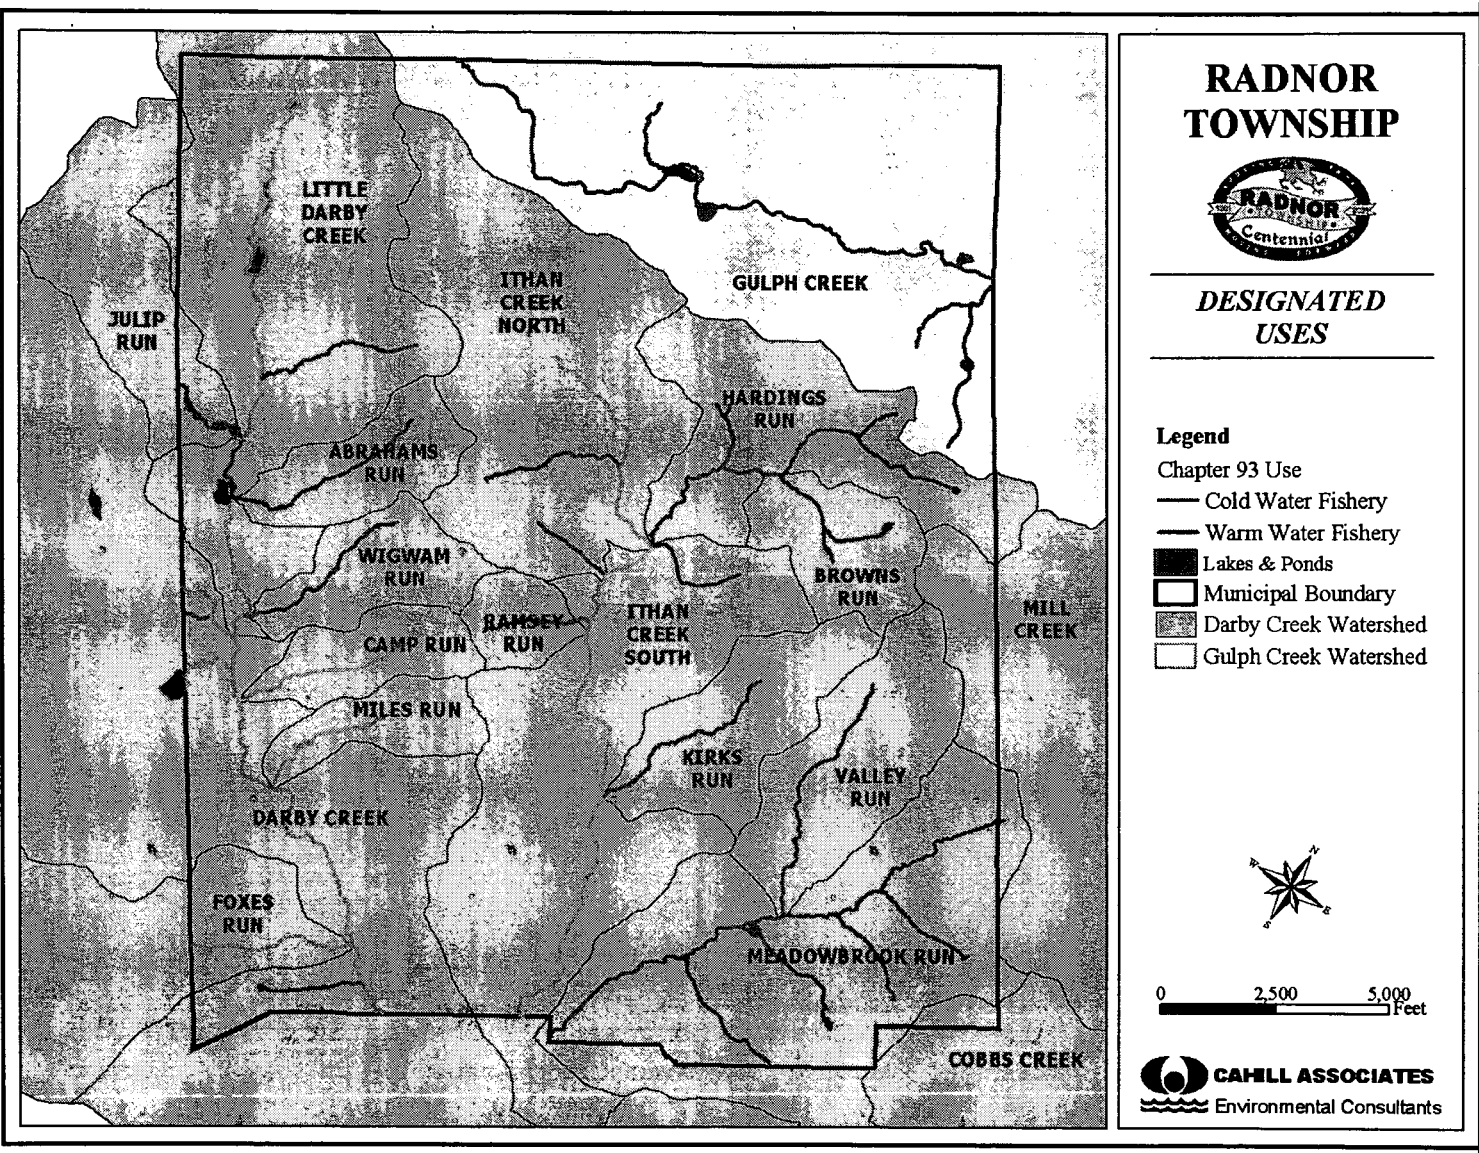 RADNOR
TOWNSHIP
RADNOR
TOWNSHIP
Centennial
DESIGNATED
USES
Legend
Chapter 93 Use
Cold Water Fishery
Warm Water Fishery
Lakes & Ponds
Municipal Boundary
Darby Creek Watershed
Gulph Creek Watershed
N
W
E
S
0 2,500 5,000
Feet
CAHILL ASSOCIATES
Environmental Consultants
LITTLE
DARBY
CREEK
ITHAN
CREEK
NORTH
GULPH CREEK
JULIP
RUN
HARDINGS
RUN
ABRAHAMS
RUN
WIGWAM
RUN
BROWNS
RUN
MILL
CREEK
RAMSEY
RUN
ITHAN
CREEK
SOUTH
CAMP RUN
MILES RUN
KIRKS
RUN
VALLEY
RUN
DARBY CREEK
FOXES
RUN
MEADOWBROOK RUN
COBBS CREEK